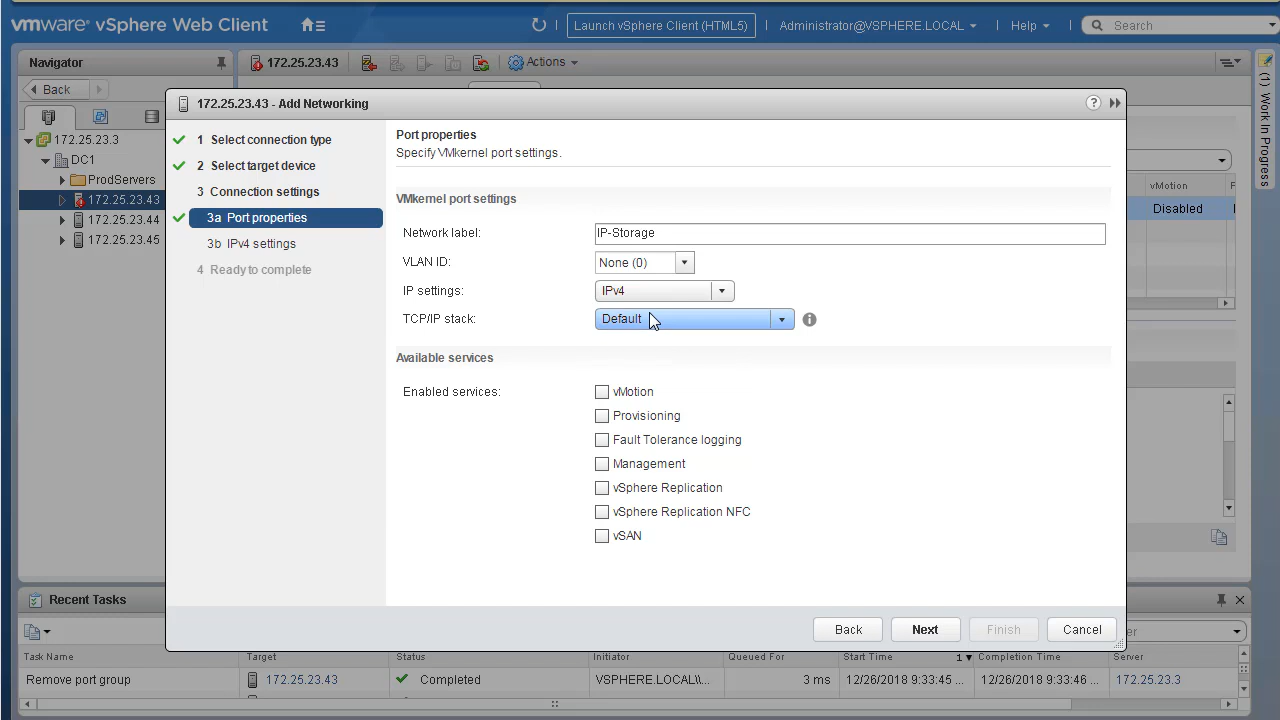 vmware® vSphere Web Client
Launch vSphere Client (HTML5)
Administrator@VSPHERE.LOCAL
Help
Search
Navigator
172.25.23.43
Actions
Back
172.25.23.3
DC1
ProdServers
172.25.23.43
172.25.23.44
172.25.23.45
172.25.23.43 - Add Networking
?
1 Select connection type
2 Select target device
3 Connection settings
3a Port properties
3b IPv4 settings
4 Ready to complete
Port properties
Specify VMkernel port settings.
VMkernel port settings
Network label:
IP-Storage
VLAN ID:
None (0)
IP settings:
IPv4
TCP/IP stack:
Default
Available services
Enabled services:
vMotion
Provisioning
Fault Tolerance logging
Management
vSphere Replication
vSphere Replication NFC
vSAN
Back
Next
Finish
Cancel
vMotion
Disabled
(1) Work In Progress
Recent Tasks
Task Name
Target
Status
Initiator
Queued For
Start Time
1
Completion Time
Server
Remove port group
172.25.23.43
Completed
VSPHERE.LOCAL\\...
3 ms
12/26/2018 9:33:45...
12/26/2018 9:33:46...
172.25.23.3